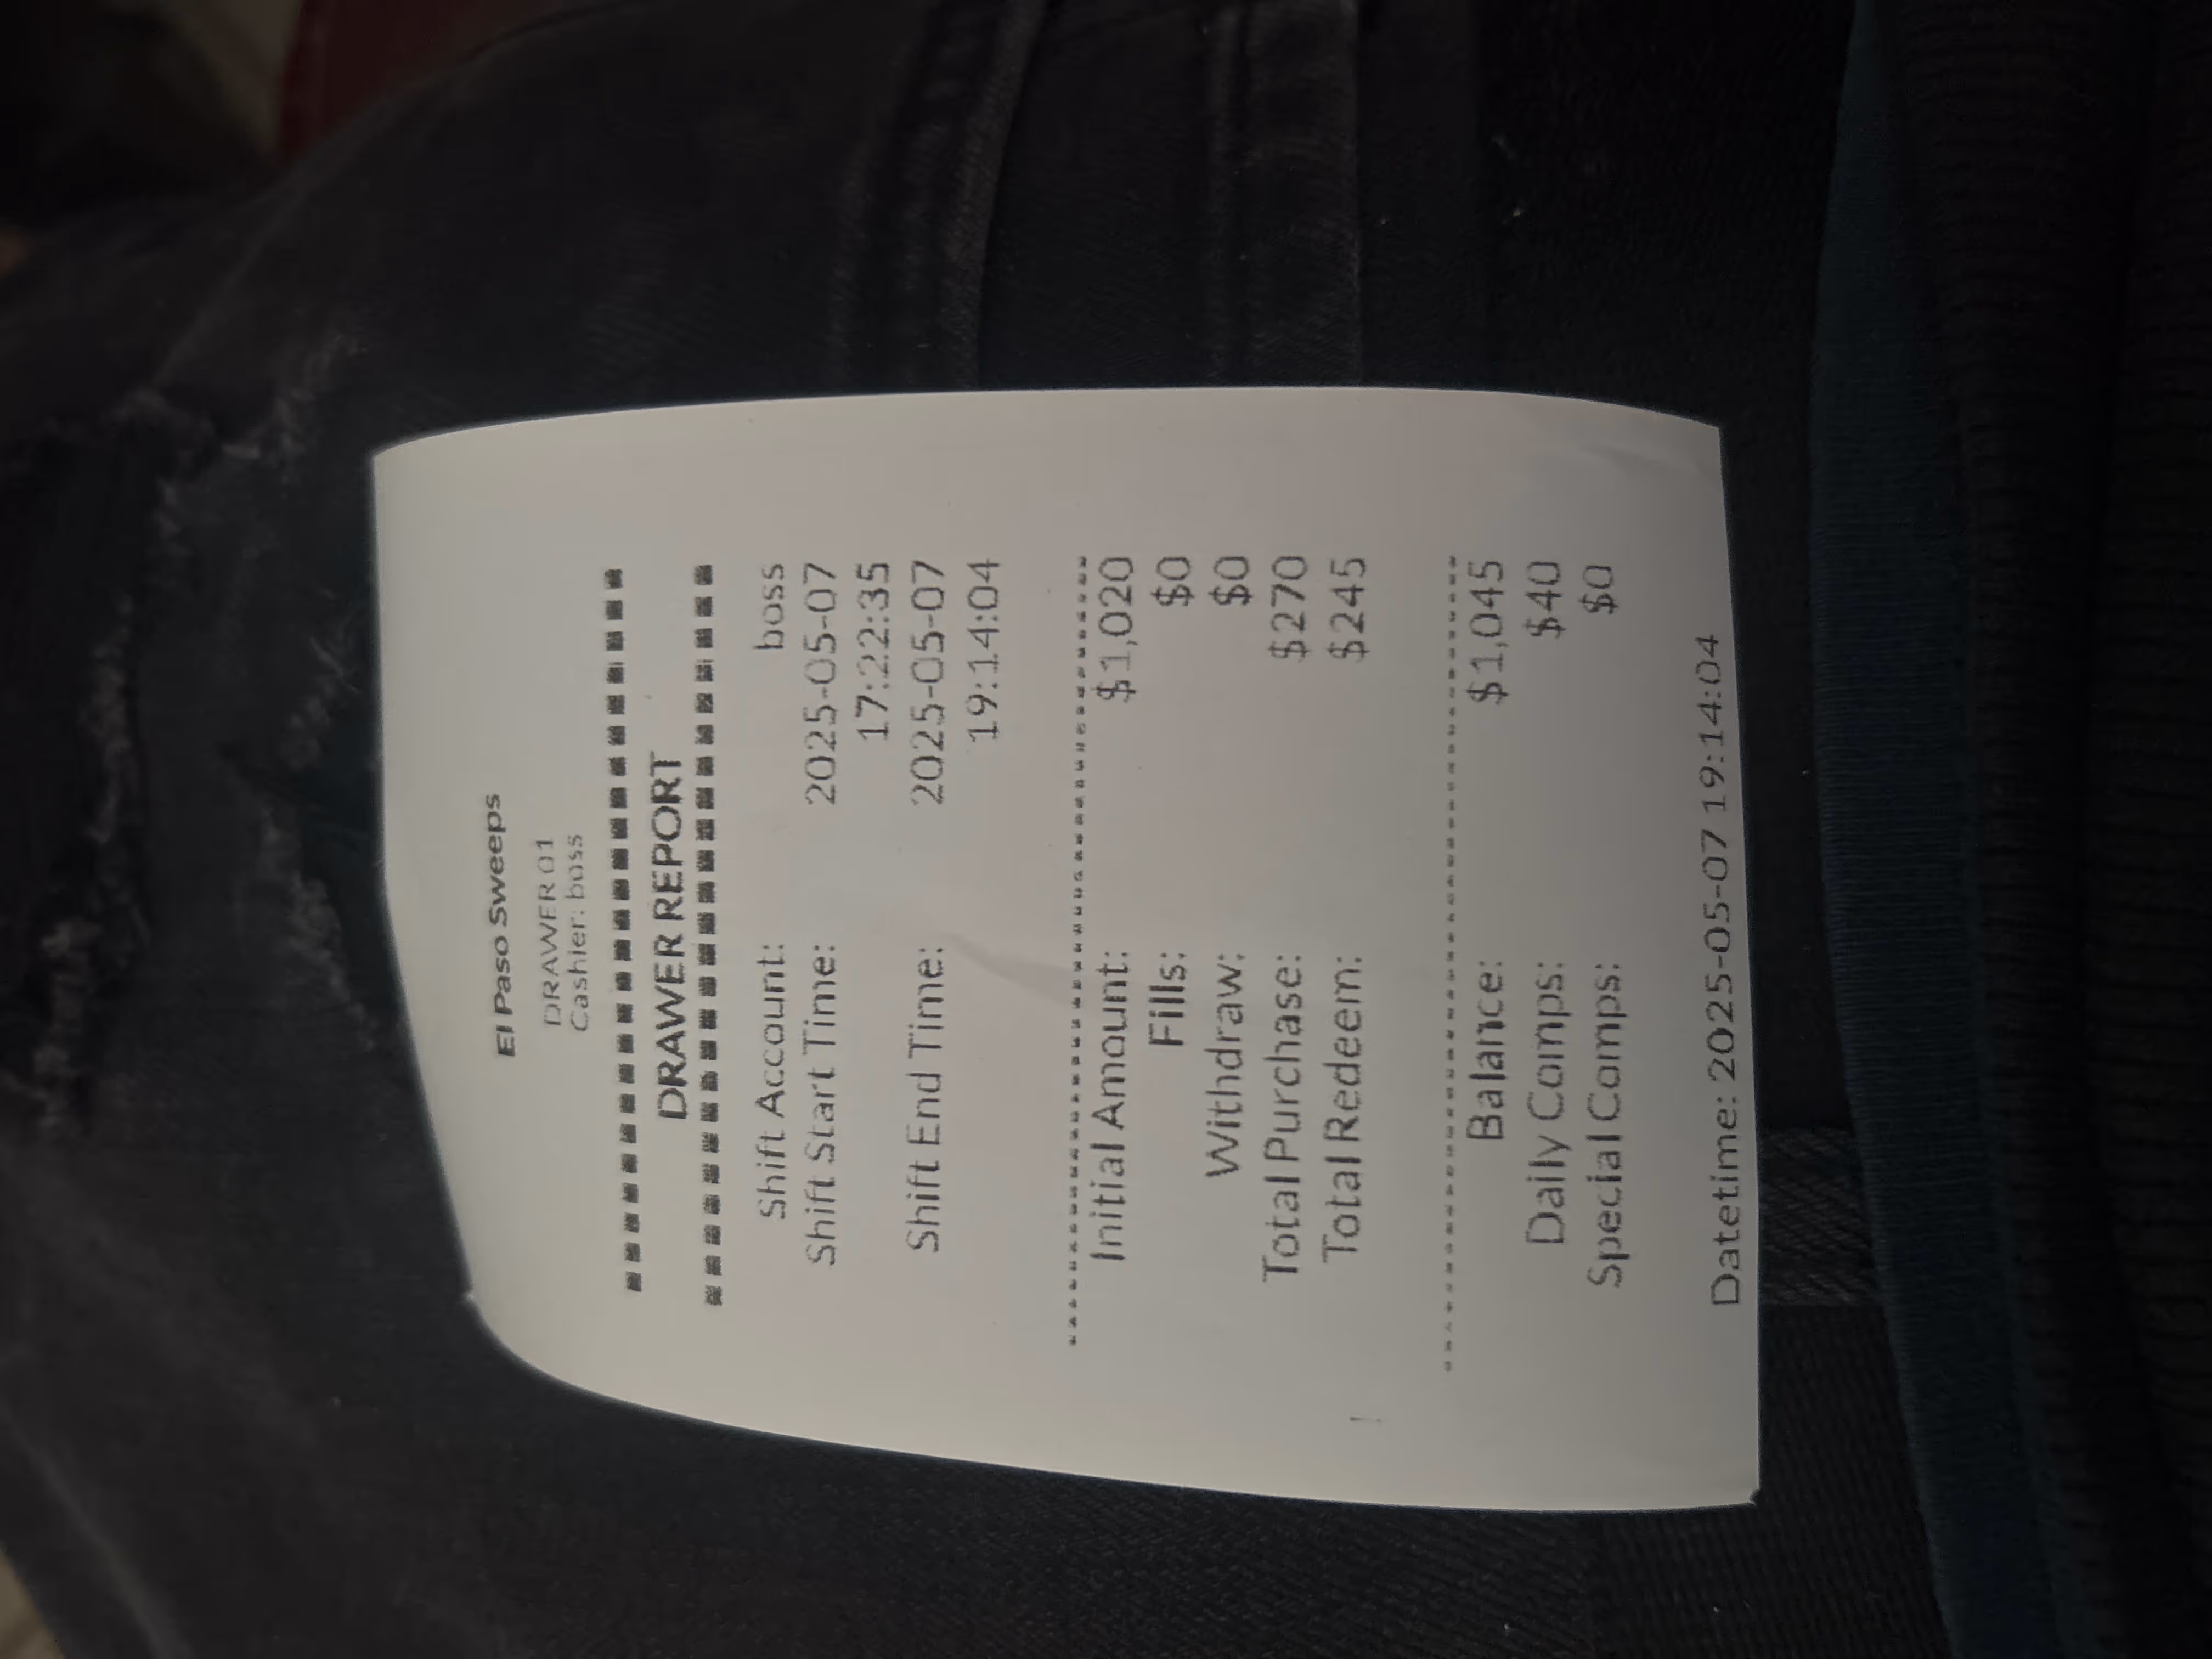 El Paso Sweeps
DRAWER 01
Cashier: boss
DRAWER REPORT
Shift Account: boss
Shift Start Time: 2025-05-07
17:22:35
Shift End Time: 2025-05-07
19:14:04
Initial Amount: $1,020
Fills: $0
Withdraw: $0
Total Purchase: $270
Total Redeem: $245
Balance: $1,045
Daily Comps: $40
Special Comps: $0
Datetime: 2025-05-07 19:14:04